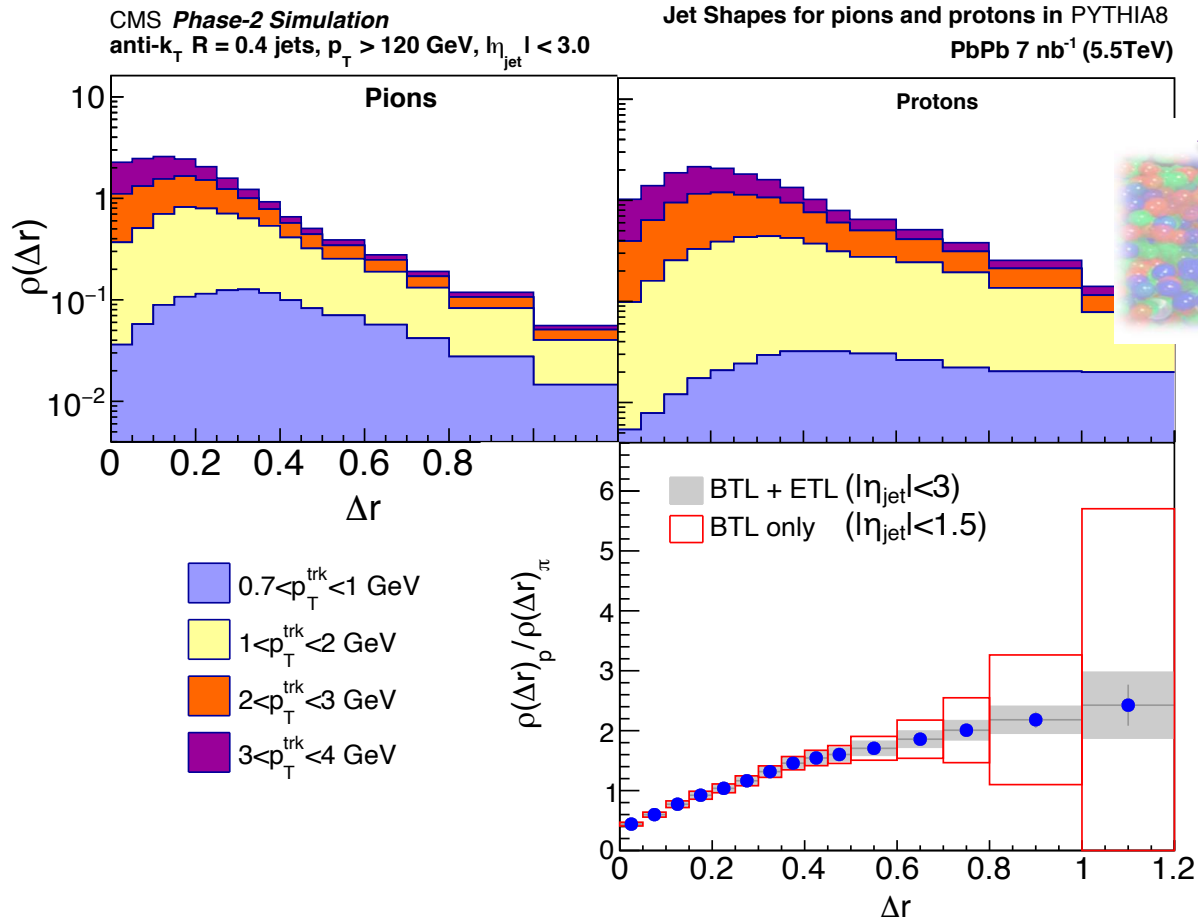 CMS Phase-2 Simulation
anti-k_T R = 0.4 jets, p_T > 120 GeV, |η_jet| < 3.0
Jet Shapes for pions and protons in PYTHIA8
PbPb 7 nb⁻¹ (5.5TeV)
Pions
Protons
10
1
10⁻¹
10⁻²
ρ(Δr)
0.2 0.4 0.6 0.8
Δr
0.7<p_T^trk<1 GeV
1<p_T^trk<2 GeV
2<p_T^trk<3 GeV
3<p_T^trk<4 GeV
BTL + ETL (|η_jet|<3)
BTL only (|η_jet|<1.5)
6
5
4
3
2
1
0
ρ(Δr)_p/ρ(Δr)_π
0 0.2 0.4 0.6 0.8 1 1.2
Δr